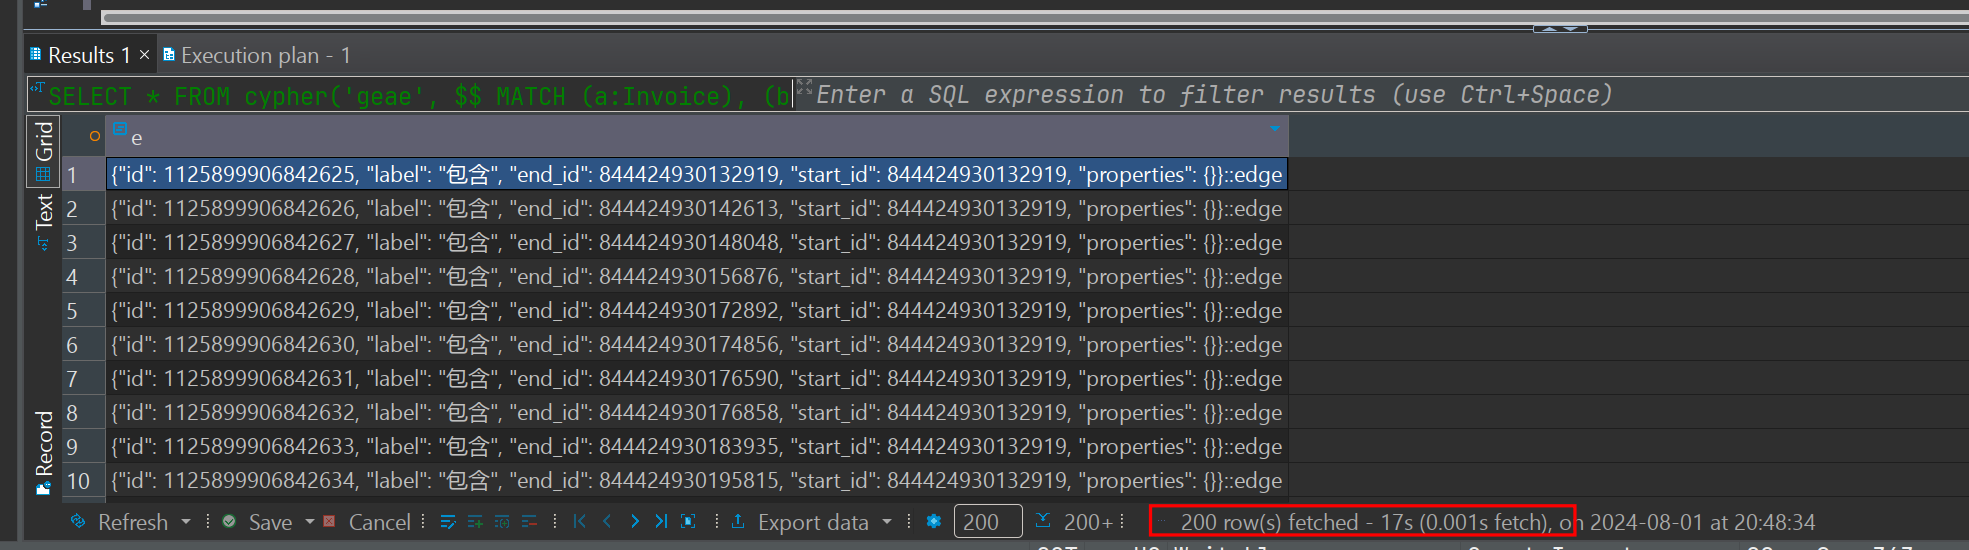 Results 1 × Execution plan - 1
SELECT * FROM cypher('geae', $$ MATCH (a:Invoice), (b Enter a SQL expression to filter results (use Ctrl+Space)
Grid
Text
Record
e
1 {"id": 1125899906842625, "label": "包含", "end_id": 844424930132919, "start_id": 844424930132919, "properties": {}}::edge
2 {"id": 1125899906842626, "label": "包含", "end_id": 844424930142613, "start_id": 844424930132919, "properties": {}}::edge
3 {"id": 1125899906842627, "label": "包含", "end_id": 844424930148048, "start_id": 844424930132919, "properties": {}}::edge
4 {"id": 1125899906842628, "label": "包含", "end_id": 844424930156876, "start_id": 844424930132919, "properties": {}}::edge
5 {"id": 1125899906842629, "label": "包含", "end_id": 844424930172892, "start_id": 844424930132919, "properties": {}}::edge
6 {"id": 1125899906842630, "label": "包含", "end_id": 844424930174856, "start_id": 844424930132919, "properties": {}}::edge
7 {"id": 1125899906842631, "label": "包含", "end_id": 844424930176590, "start_id": 844424930132919, "properties": {}}::edge
8 {"id": 1125899906842632, "label": "包含", "end_id": 844424930176858, "start_id": 844424930132919, "properties": {}}::edge
9 {"id": 1125899906842633, "label": "包含", "end_id": 844424930183935, "start_id": 844424930132919, "properties": {}}::edge
10 {"id": 1125899906842634, "label": "包含", "end_id": 844424930195815, "start_id": 844424930132919, "properties": {}}::edge
Refresh Save Cancel Export data 200 200+ 200 row(s) fetched - 17s (0.001s fetch), on 2024-08-01 at 20:48:34